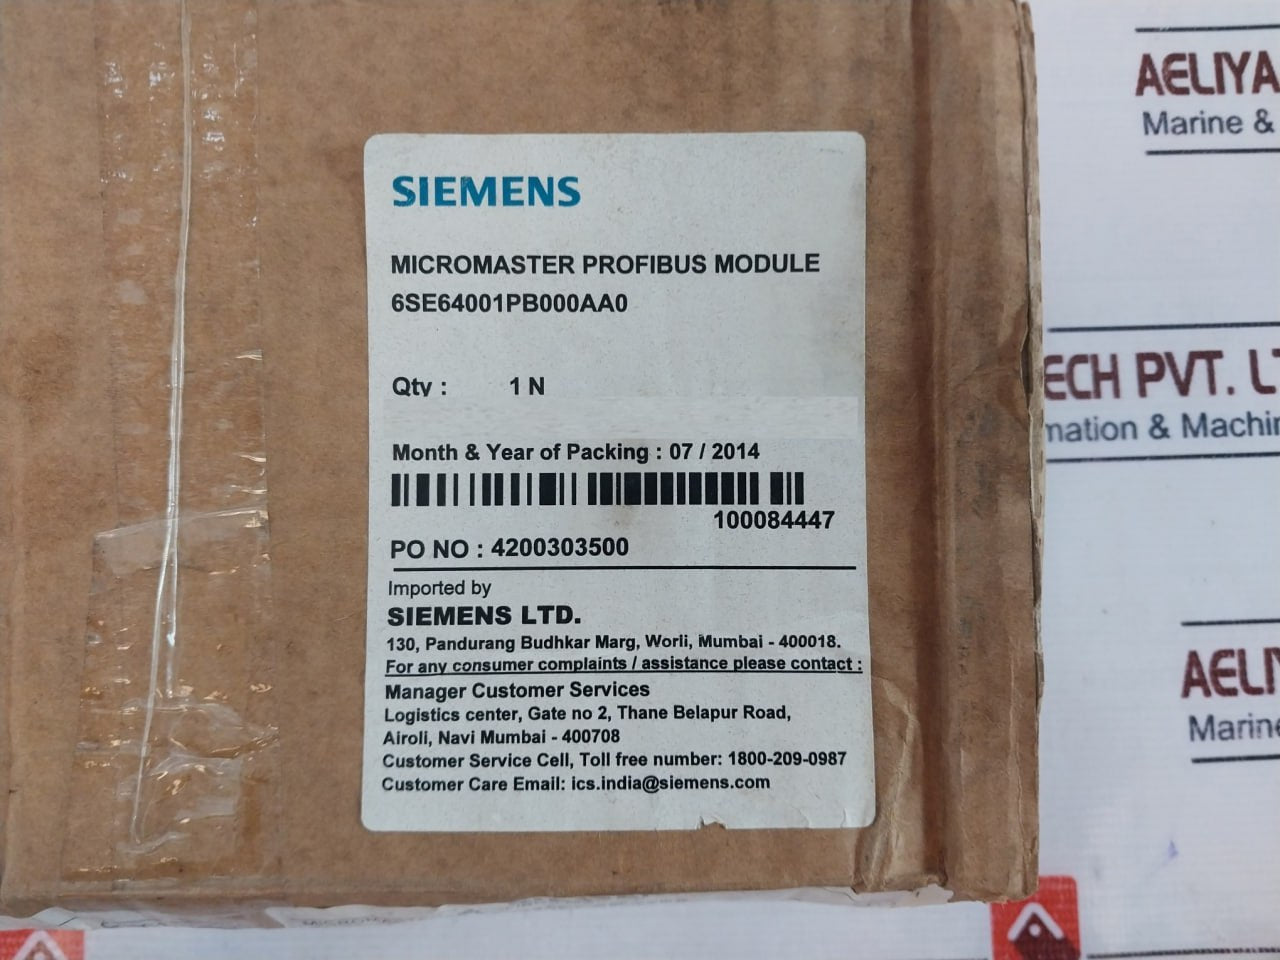 SIEMENS
MICROMASTER PROFIBUS MODULE
6SE64001PB000AA0
Qty : 1 N
Month & Year of Packing : 07 / 2014
100084447
PO NO : 4200303500
Imported by
SIEMENS LTD.
130, Pandurang Budhkar Marg, Worli, Mumbai - 400018.
For any consumer complaints / assistance please contact :
Manager Customer Services
Logistics center, Gate no 2, Thane Belapur Road,
Airoli, Navi Mumbai - 400708
Customer Service Cell, Toll free number: 1800-209-0987
Customer Care Email: ics.india@siemens.com
AELIYA
Marine &
ECH PVT. LT
mation & Machin
AELIY
Marine